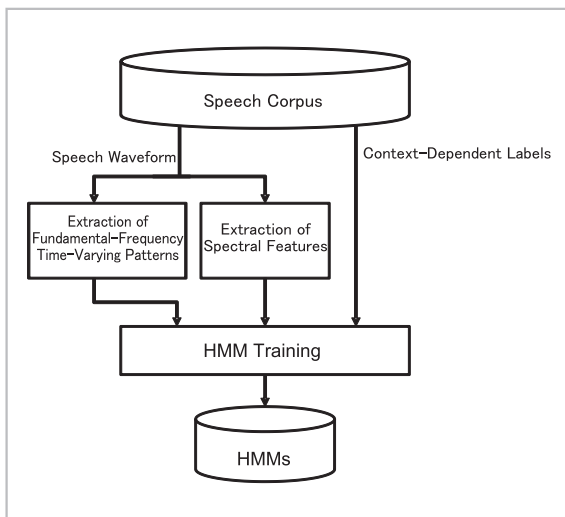 Speech Corpus
Speech Waveform
Context-Dependent Labels
Extraction of
Fundamental-Frequency
Time-Varying Patterns
Extraction of
Spectral Features
HMM Training
HMMs